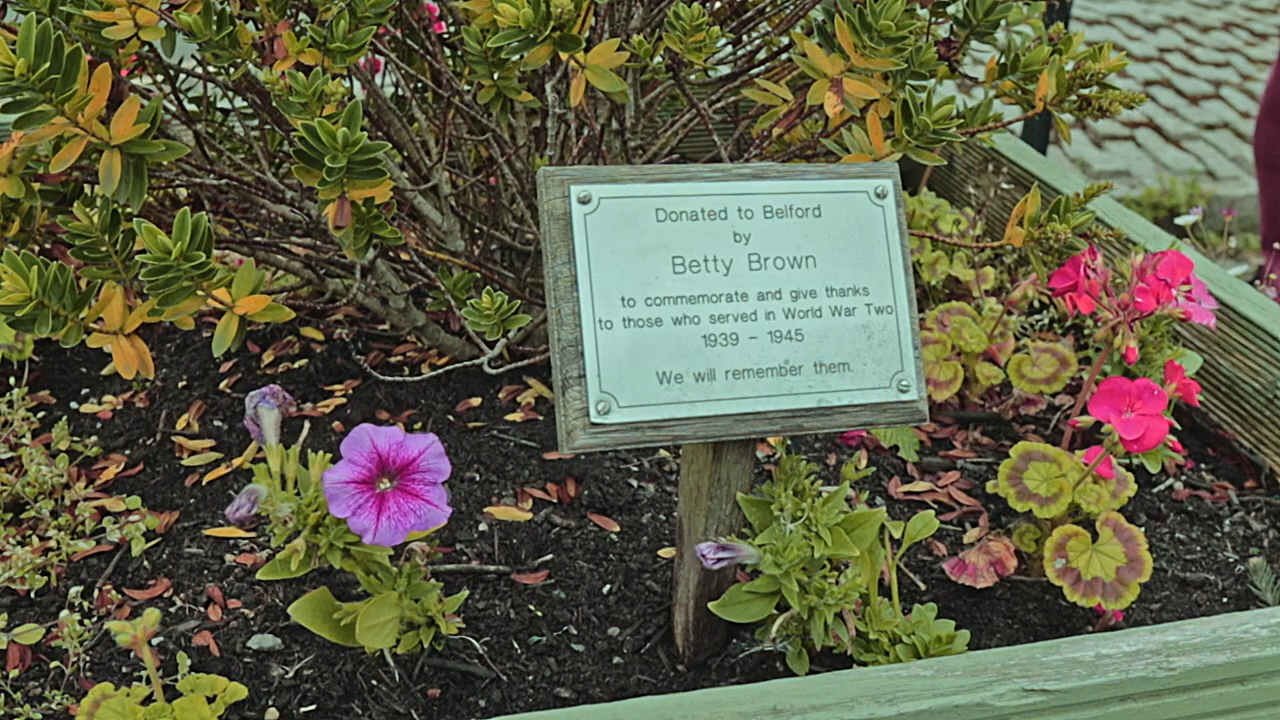 Donated to Belford
by
Betty Brown
to commemorate and give thanks
to those who served in World War Two
1939 - 1945
We will remember them.